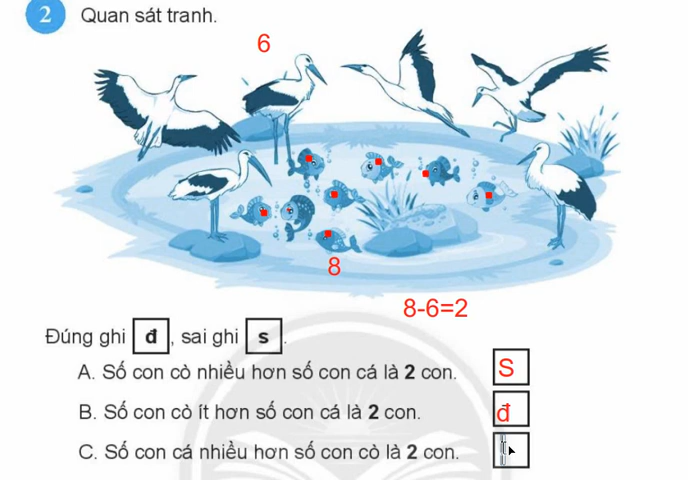 2 Quan sát tranh.
6
8
8-6=2
Đúng ghi đ, sai ghi s.
A. Số con cò nhiều hơn số con cá là 2 con. S
B. Số con cò ít hơn số con cá là 2 con. đ
C. Số con cá nhiều hơn số con cò là 2 con.